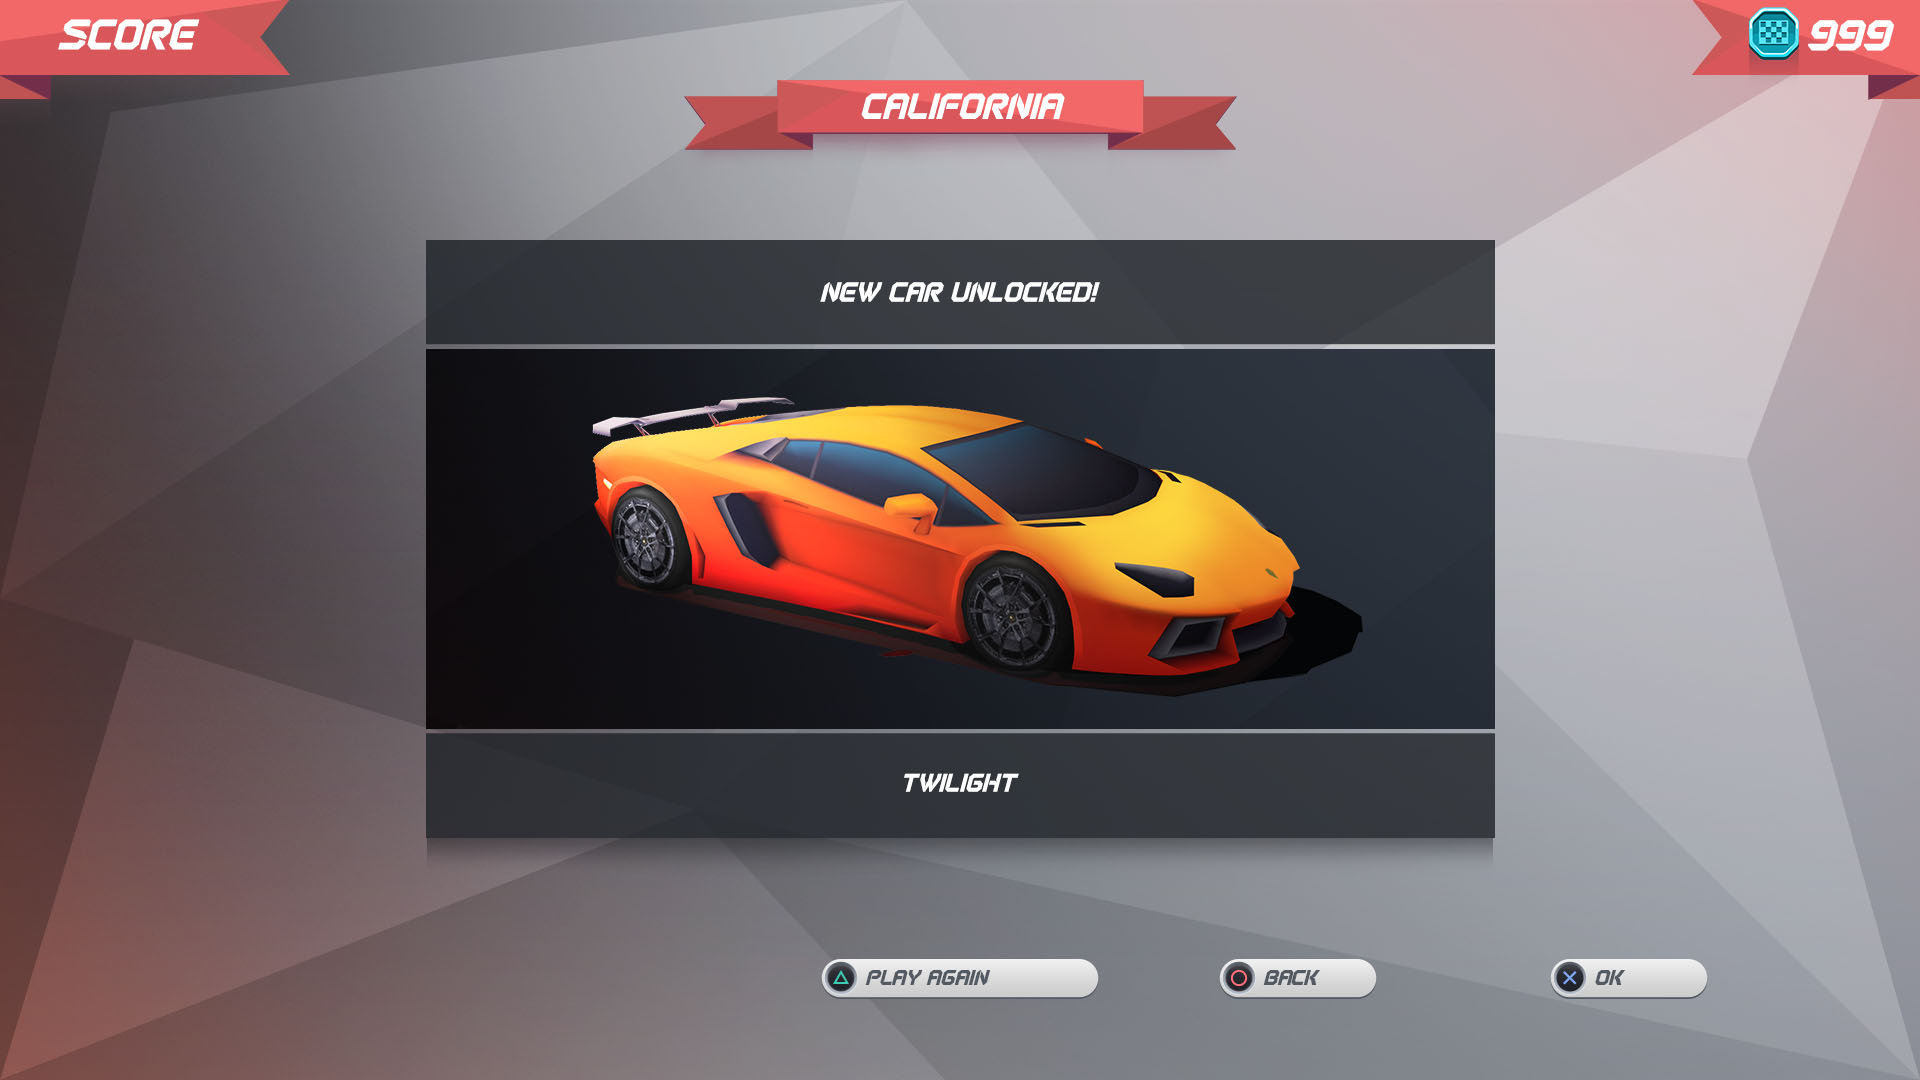 SCORE
999
CALIFORNIA
NEW CAR UNLOCKED!
TWILIGHT
PLAY AGAIN
BACK
OK